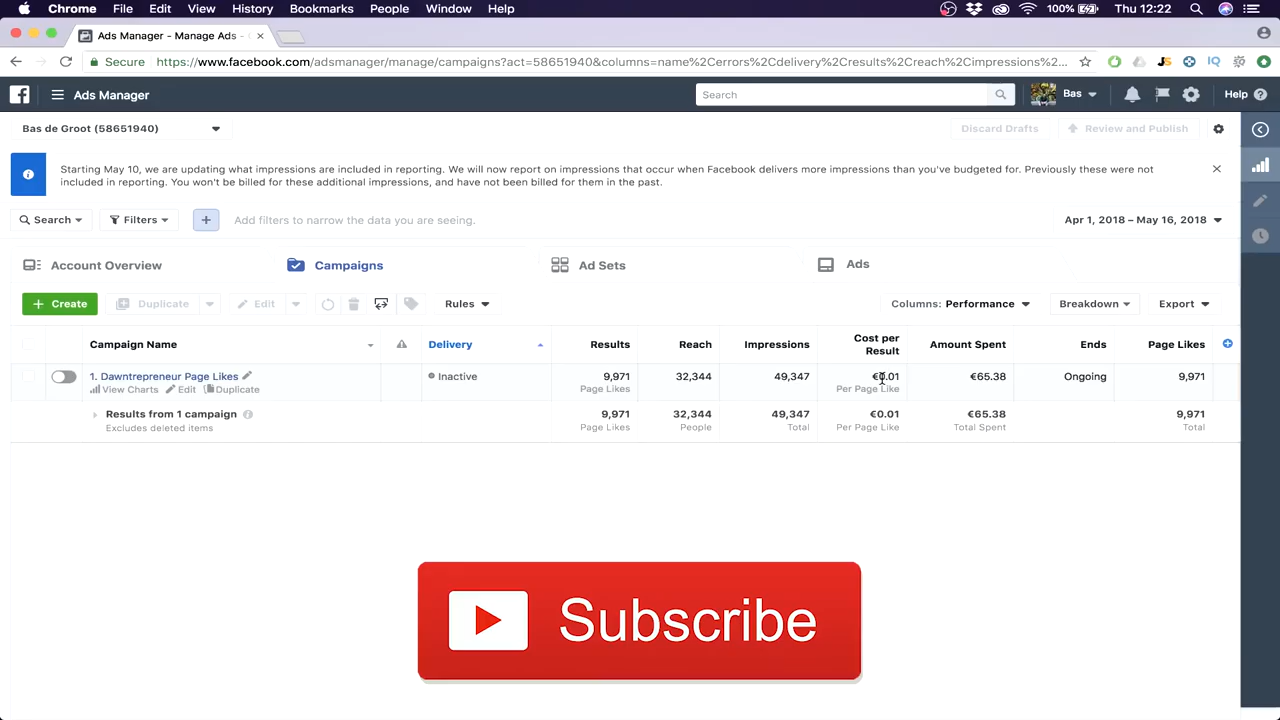 Chrome File Edit View History Bookmarks People Window Help 100% Thu 12:22
Ads Manager - Manage Ads -
Secure https://www.facebook.com/adsmanager/manage/campaigns?act=58651940&columns=name%2Cerrors%2Cdelivery%2Cresults%2Creach%2Cimpressions%2C...
Ads Manager Search Bas Help
Bas de Groot (58651940) Discard Drafts Review and Publish
Starting May 10, we are updating what impressions are included in reporting. We will now report on impressions that occur when Facebook delivers more impressions than you've budgeted for. Previously these were not
included in reporting. You won't be billed for these additional impressions, and have not been billed for them in the past.
Search Filters Add filters to narrow the data you are seeing. Apr 1, 2018 – May 16, 2018
Account Overview Campaigns Ad Sets Ads
Create Duplicate Edit Rules Columns: Performance Breakdown Export
Campaign Name Delivery Results Reach Impressions Cost per Result Amount Spent Ends Page Likes
1. Dawntrepreneur Page Likes Inactive 9,971 32,344 49,347 €0.01 €65.38 Ongoing 9,971
View Charts Edit Duplicate Page Likes Per Page Like
Results from 1 campaign 9,971 32,344 49,347 €0.01 €65.38 9,971
Excludes deleted items Page Likes People Total Per Page Like Total Spent Total
Subscribe